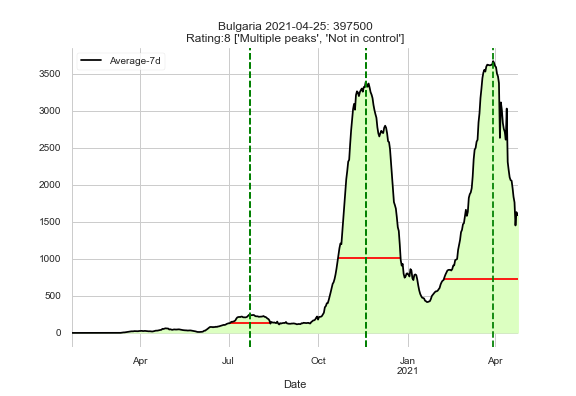 Bulgaria 2021-04-25: 397500
Rating:8 ['Multiple peaks', 'Not in control']
Average-7d
3500
3000
2500
2000
1500
1000
500
0
Apr
Jul
Oct
Jan
2021
Apr
Date